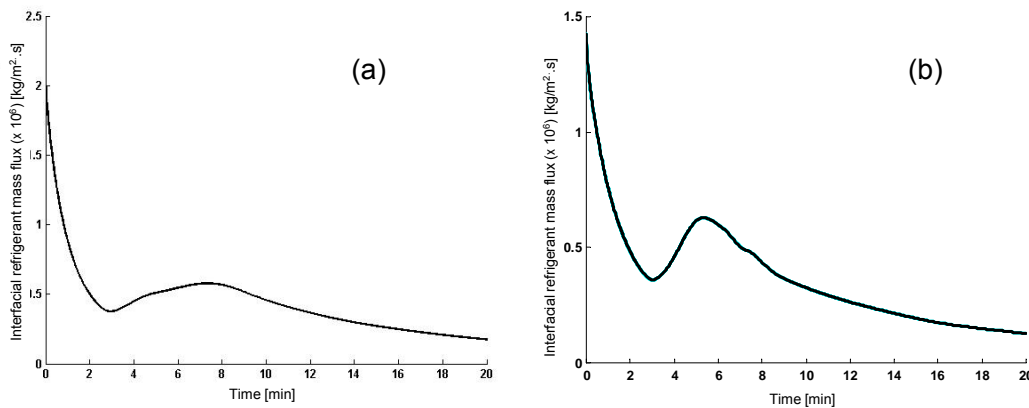 (a)
Interfacial refrigerant mass flux (x 10⁶) [kg/m².s]
2.5
2
1.5
1
0.5
0
0 2 4 6 8 10 12 14 16 18 20
Time [min]
(b)
Interfacial refrigerant mass flux (x 10⁶) [kg/m².s]
1.5
1
0.5
0
0 2 4 6 8 10 12 14 16 18 20
Time [min]